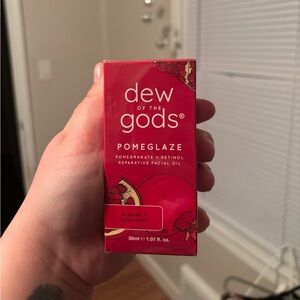 dew
OF THE
gods®
POMEGLAZE
POMEGRANATE + RETINOL
REPARATIVE FACIAL OIL
30ml ℮ 1.01 fl. oz.